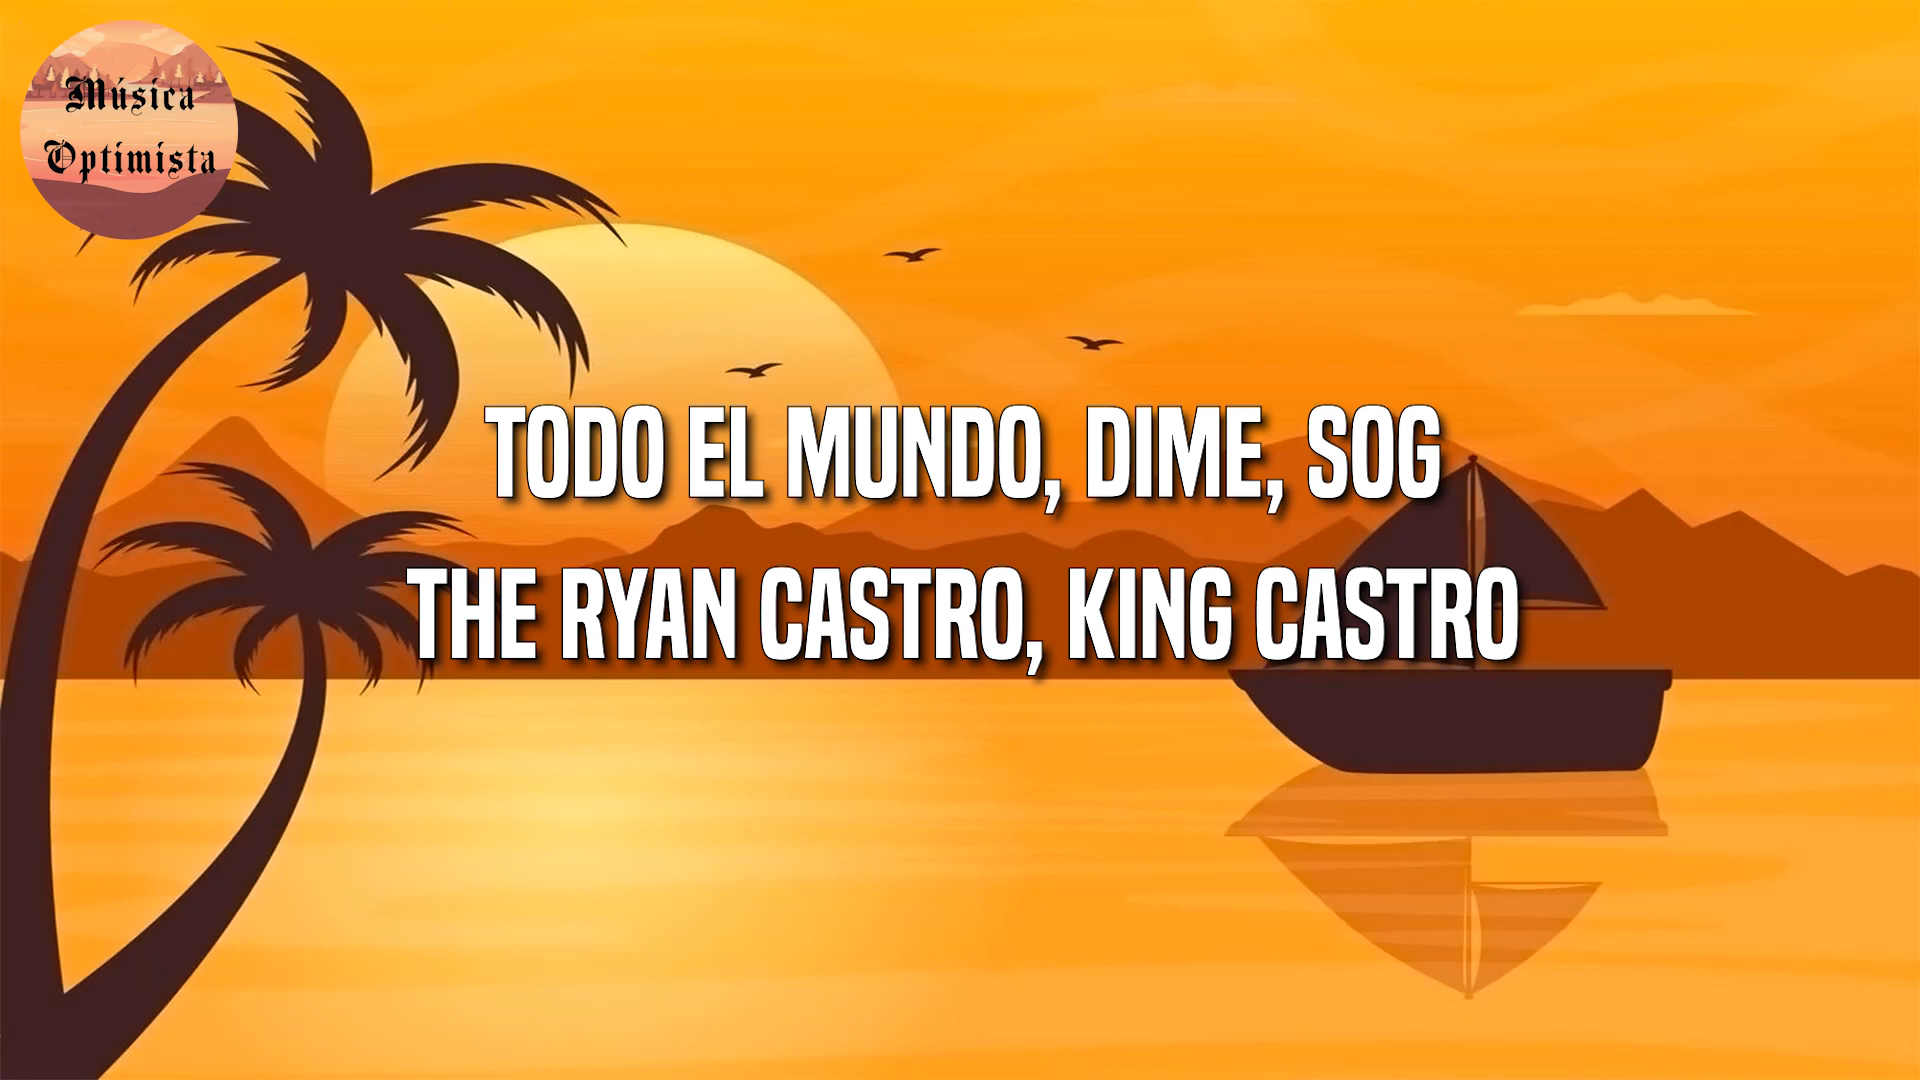 Música
Optimista
TODO EL MUNDO, DIME, SOG
THE RYAN CASTRO, KING CASTRO